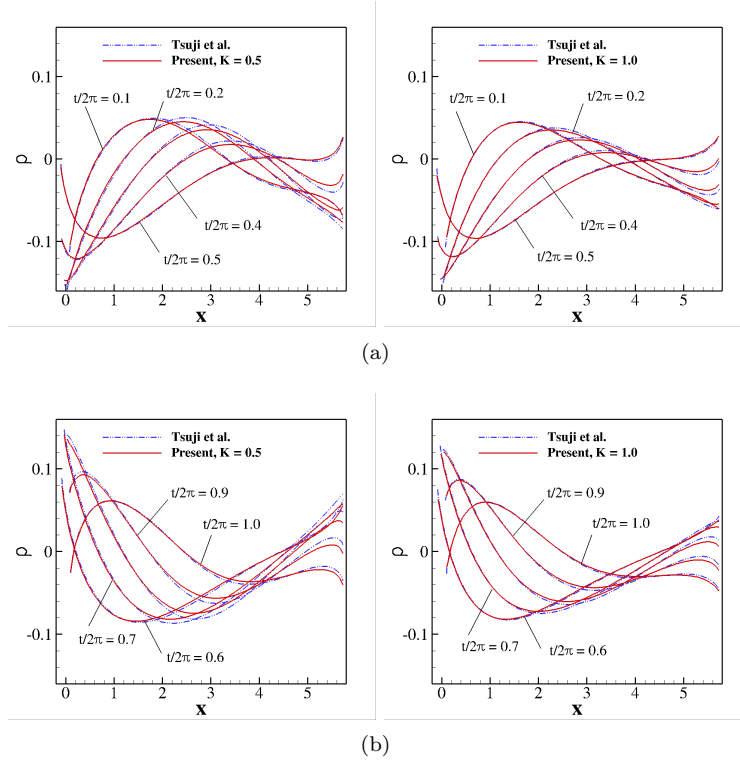 Tsuji et al.
Present, K = 0.5
t/2π = 0.1
t/2π = 0.2
t/2π = 0.4
t/2π = 0.5
0.1
0
-0.1
ρ
0 1 2 3 4 5
x
Tsuji et al.
Present, K = 1.0
t/2π = 0.1
t/2π = 0.2
t/2π = 0.4
t/2π = 0.5
0.1
0
-0.1
ρ
0 1 2 3 4 5
x
(a)
Tsuji et al.
Present, K = 0.5
t/2π = 0.9
t/2π = 1.0
t/2π = 0.7
t/2π = 0.6
0.1
0
-0.1
ρ
0 1 2 3 4 5
x
Tsuji et al.
Present, K = 1.0
t/2π = 0.9
t/2π = 1.0
t/2π = 0.7
t/2π = 0.6
0.1
0
-0.1
ρ
0 1 2 3 4 5
x
(b)